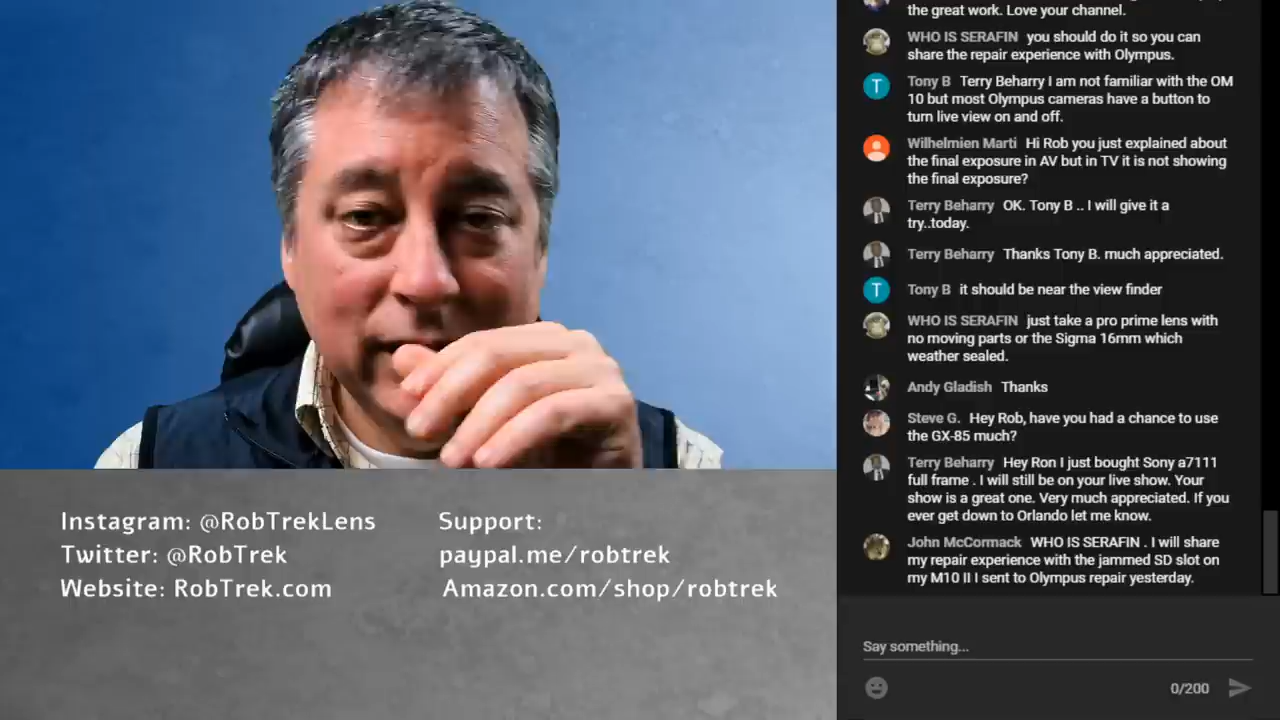 the great work. Love your channel.
WHO IS SERAFIN you should do it so you can
share the repair experience with Olympus.
T
Tony B Terry Beharry I am not familiar with the OM
10 but most Olympus cameras have a button to
turn live view on and off.
Wilhelmien Marti Hi Rob you just explained about
the final exposure in AV but in TV it is not showing
the final exposure?
Terry Beharry OK. Tony B .. I will give it a
try..today.
Terry Beharry Thanks Tony B. much appreciated.
T
Tony B it should be near the view finder
WHO IS SERAFIN just take a pro prime lens with
no moving parts or the Sigma 16mm which
weather sealed.
Andy Gladish Thanks
Steve G. Hey Rob, have you had a chance to use
the GX-85 much?
Terry Beharry Hey Ron I just bought Sony a7111
full frame . I will still be on your live show. Your
show is a great one. Very much appreciated. If you
ever get down to Orlando let me know.
John McCormack WHO IS SERAFIN . I will share
my repair experience with the jammed SD slot on
my M10 II I sent to Olympus repair yesterday.
Say something...
0/200
Instagram: @RobTrekLens
Twitter: @RobTrek
Website: RobTrek.com
Support:
paypal.me/robtrek
Amazon.com/shop/robtrek